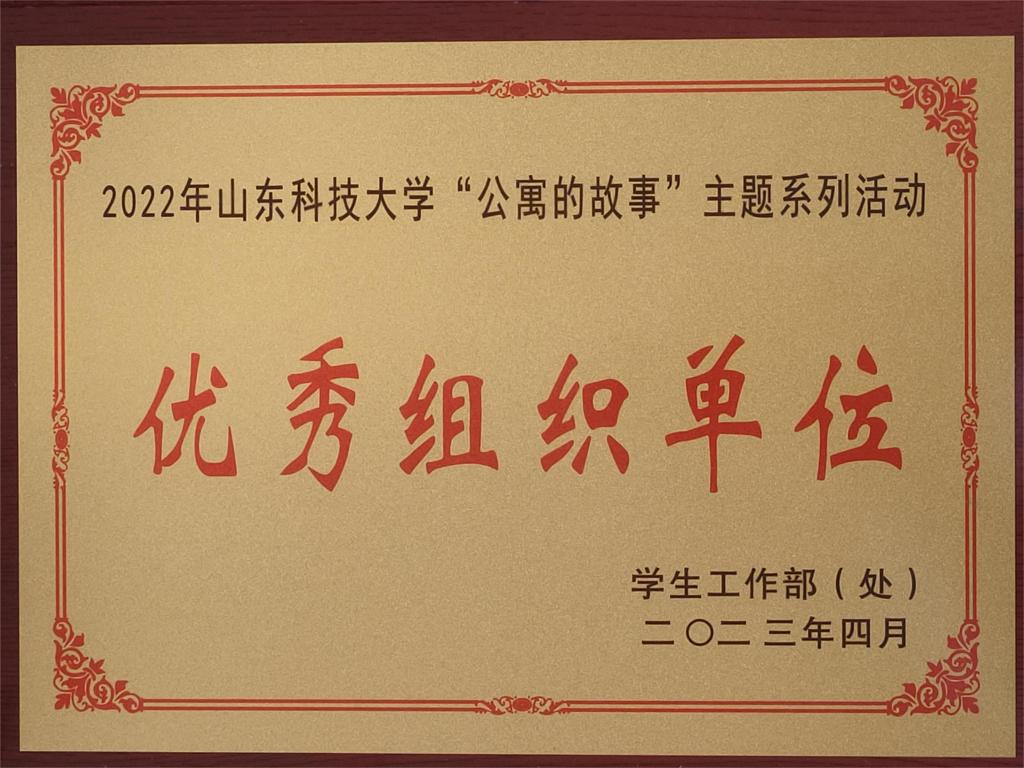 2022年山东科技大学“公寓的故事”主题系列活动
优秀组织单位
学生工作部（处）
二〇二三年四月